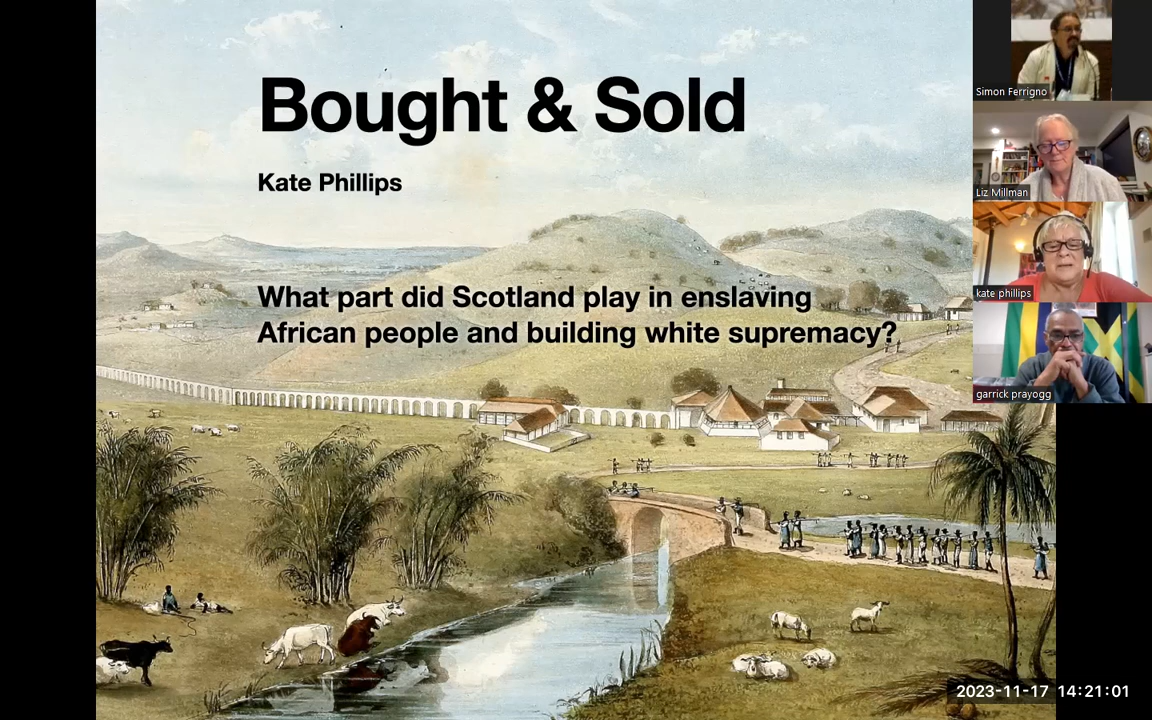 Bought & Sold
Kate Phillips
What part did Scotland play in enslaving
African people and building white supremacy?
Simon Ferrigno
Liz Millman
kate phillips
garrick prayogg
2023-11-17 14:21:01